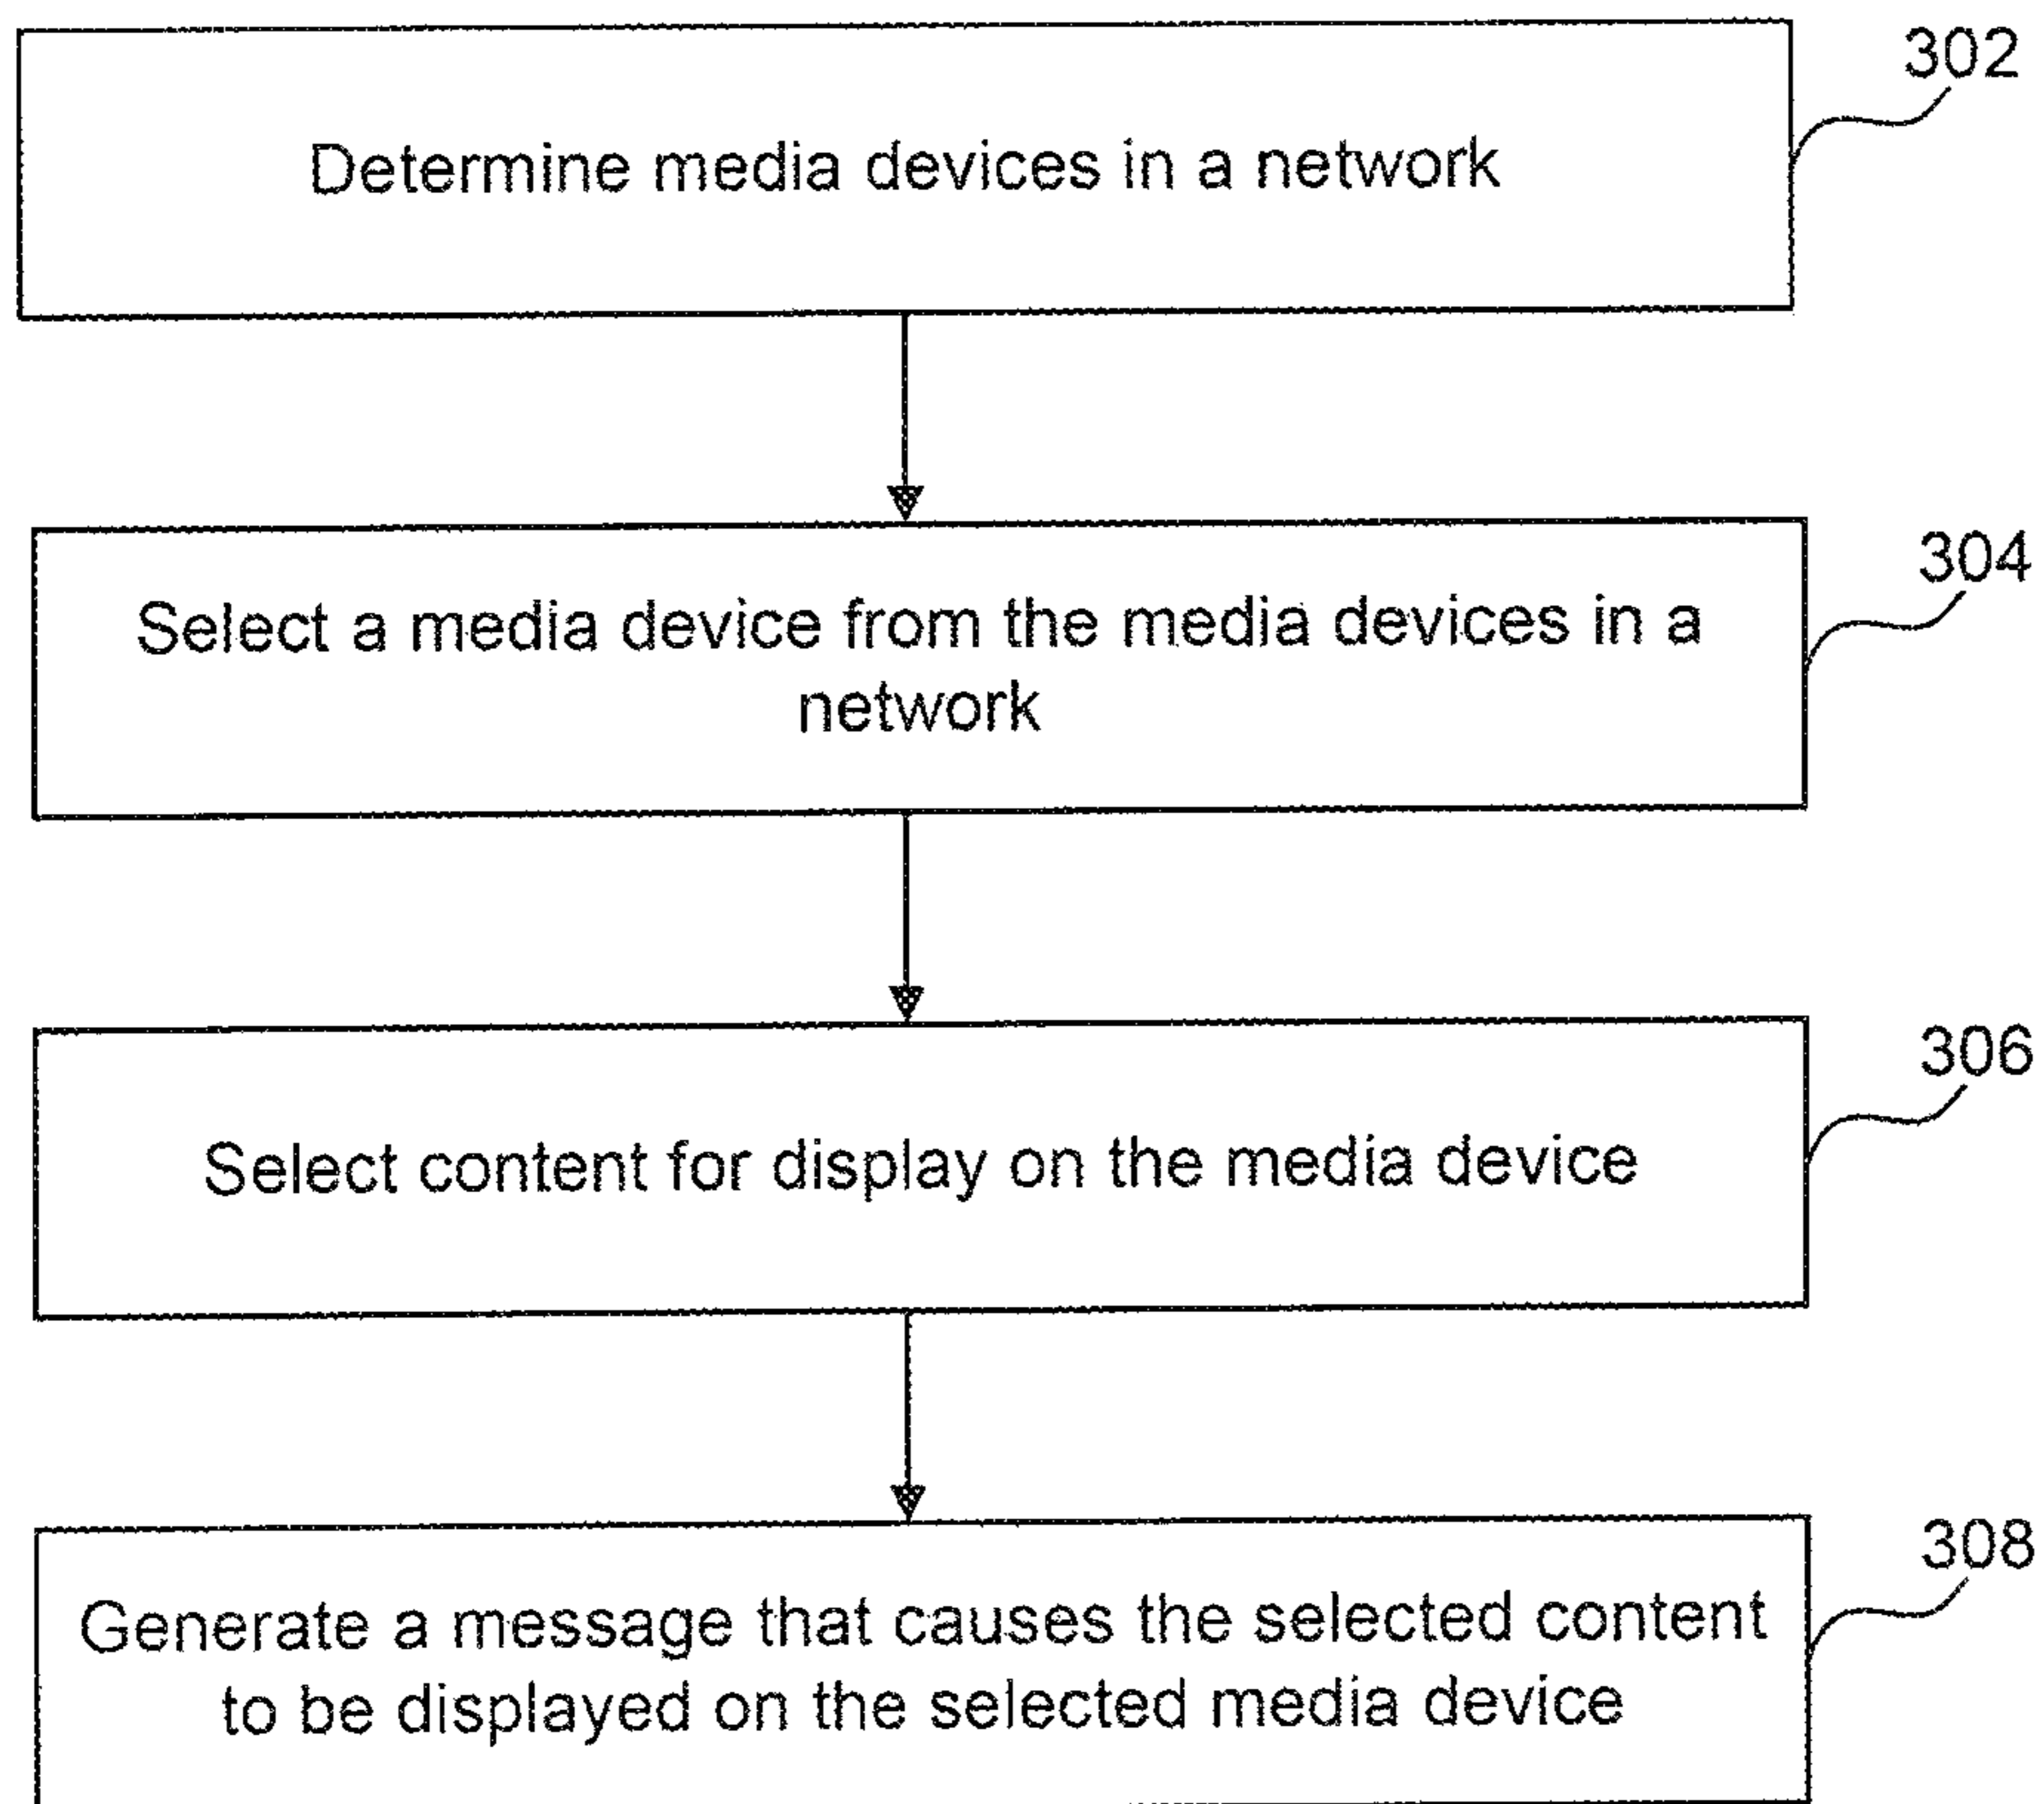 302
Determine media devices in a network
304
Select a media device from the media devices in a
network
306
Select content for display on the media device
308
Generate a message that causes the selected content
to be displayed on the selected media device